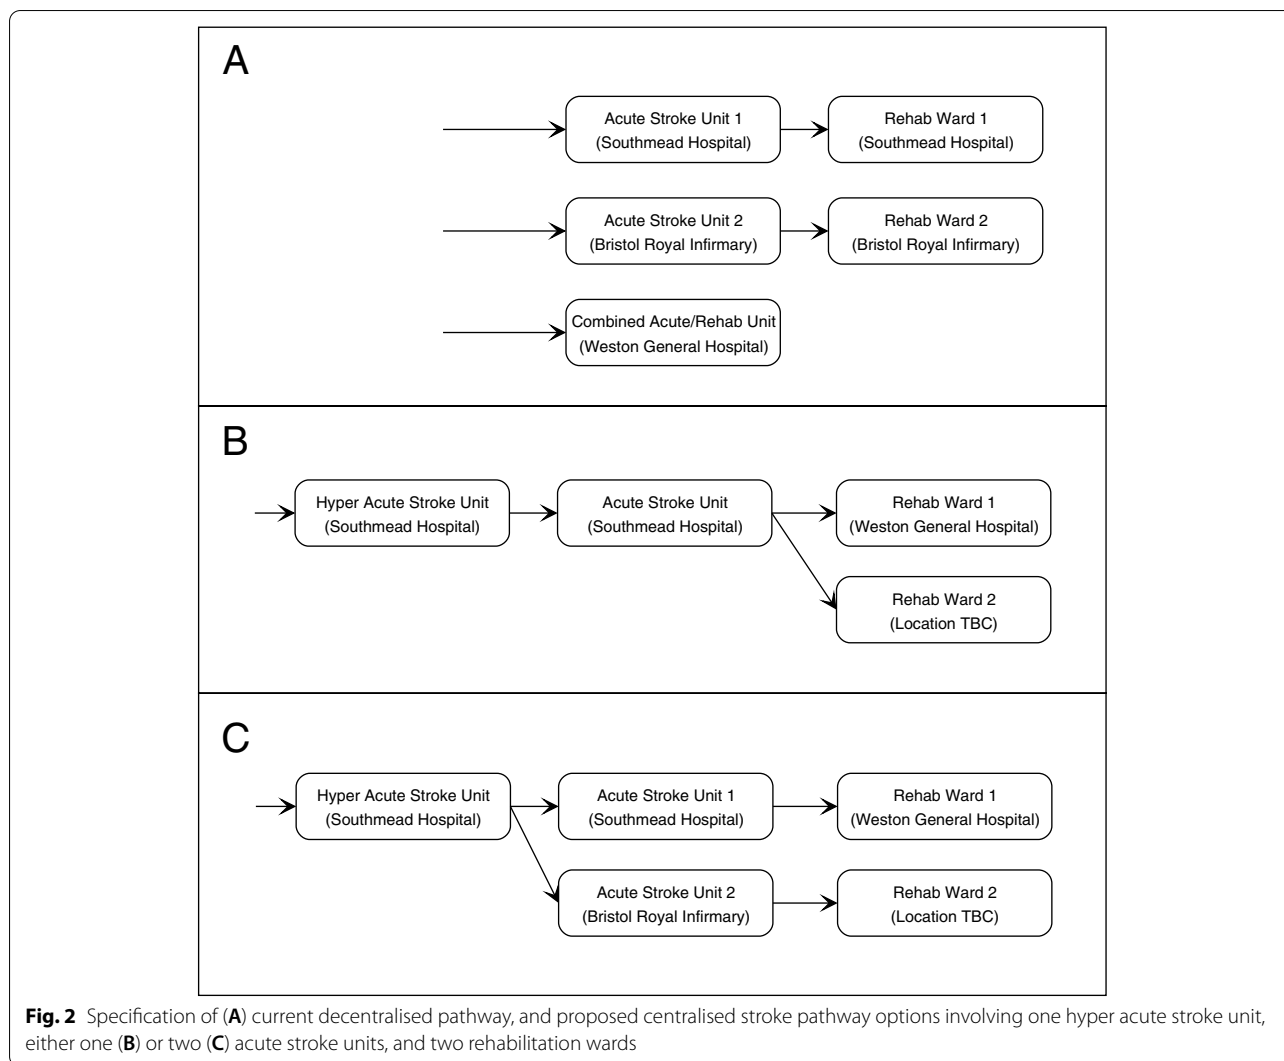 A
Acute Stroke Unit 1
(Southmead Hospital)
Rehab Ward 1
(Southmead Hospital)
Acute Stroke Unit 2
(Bristol Royal Infirmary)
Rehab Ward 2
(Bristol Royal Infirmary)
Combined Acute/Rehab Unit
(Weston General Hospital)
B
Hyper Acute Stroke Unit
(Southmead Hospital)
Acute Stroke Unit
(Southmead Hospital)
Rehab Ward 1
(Weston General Hospital)
Rehab Ward 2
(Location TBC)
C
Hyper Acute Stroke Unit
(Southmead Hospital)
Acute Stroke Unit 1
(Southmead Hospital)
Rehab Ward 1
(Weston General Hospital)
Acute Stroke Unit 2
(Bristol Royal Infirmary)
Rehab Ward 2
(Location TBC)
Fig. 2 Specification of (A) current decentralised pathway, and proposed centralised stroke pathway options involving one hyper acute stroke unit,
either one (B) or two (C) acute stroke units, and two rehabilitation wards